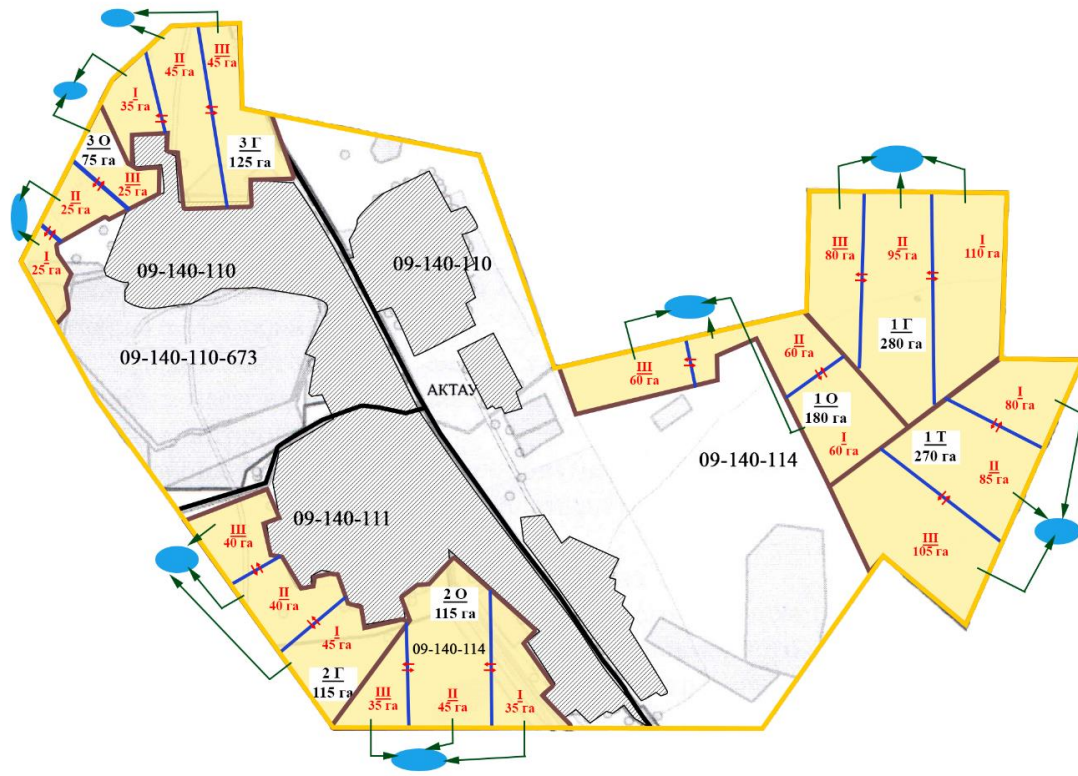 III
45 га
II
45 га
I
35 га
3 О
75 га
3 Г
125 га
III
25 га
II
25 га
I
25 га
09-140-110
09-140-110
09-140-110-673
АКТАУ
III
80 га
II
95 га
I
110 га
1 Г
280 га
III
60 га
II
60 га
1 О
180 га
I
60 га
I
80 га
1 Т
270 га
II
85 га
III
105 га
09-140-114
09-140-111
III
40 га
II
40 га
I
45 га
2 Г
115 га
2 О
115 га
09-140-114
III
35 га
II
45 га
I
35 га